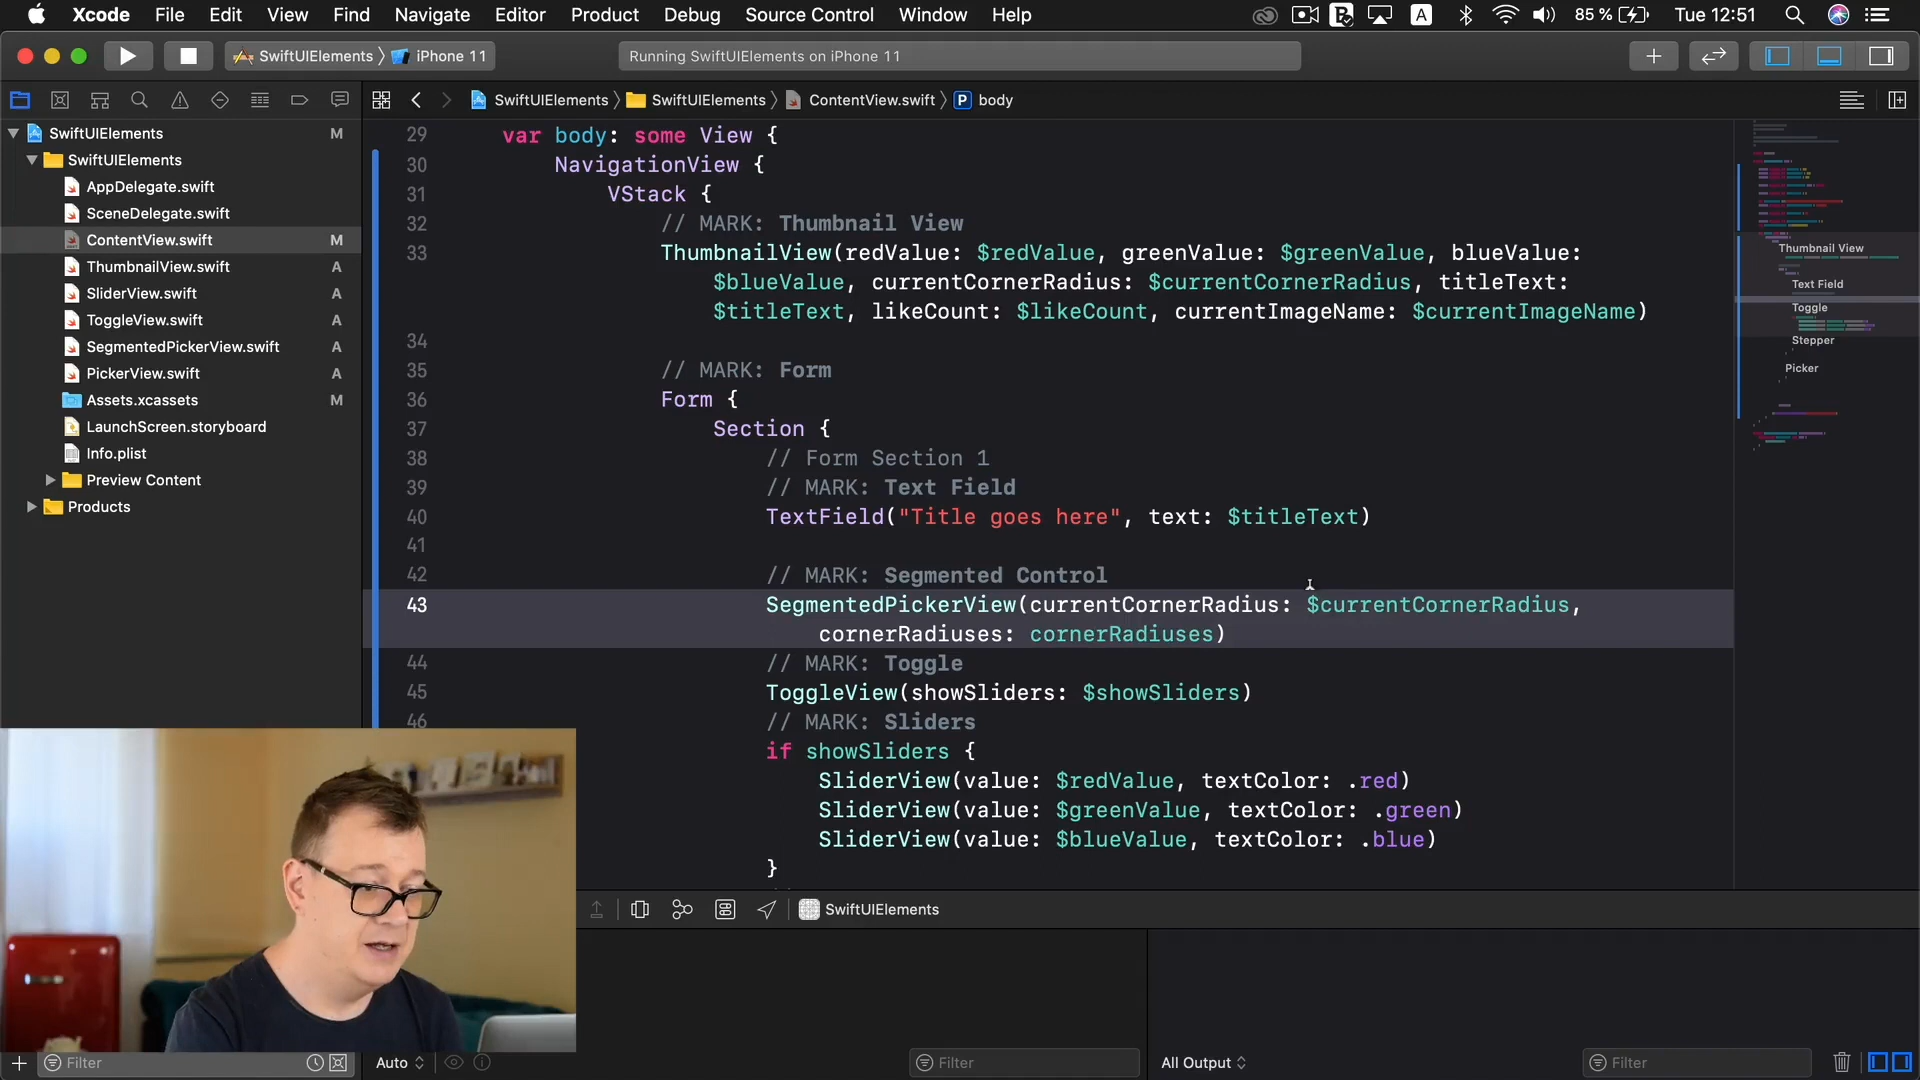 Xcode File Edit View Find Navigate Editor Product Debug Source Control Window Help A 85 % Tue 12:51
SwiftUIElements iPhone 11 Running SwiftUIElements on iPhone 11
SwiftUIElements SwiftUIElements ContentView.swift P body
SwiftUIElements M
SwiftUIElements
AppDelegate.swift
SceneDelegate.swift
ContentView.swift M
ThumbnailView.swift A
SliderView.swift A
ToggleView.swift A
SegmentedPickerView.swift A
PickerView.swift A
Assets.xcassets M
LaunchScreen.storyboard
Info.plist
Preview Content
Products
29 var body: some View {
30 NavigationView {
31 VStack {
32 // MARK: Thumbnail View
33 ThumbnailView(redValue: $redValue, greenValue: $greenValue, blueValue:
$blueValue, currentCornerRadius: $currentCornerRadius, titleText:
$titleText, likeCount: $likeCount, currentImageName: $currentImageName)
34
35 // MARK: Form
36 Form {
37 Section {
38 // Form Section 1
39 // MARK: Text Field
40 TextField("Title goes here", text: $titleText)
41
42 // MARK: Segmented Control
43 SegmentedPickerView(currentCornerRadius: $currentCornerRadius,
cornerRadiuses: cornerRadiuses)
44 // MARK: Toggle
45 ToggleView(showSliders: $showSliders)
46 // MARK: Sliders
if showSliders {
SliderView(value: $redValue, textColor: .red)
SliderView(value: $greenValue, textColor: .green)
SliderView(value: $blueValue, textColor: .blue)
}
Thumbnail View
Text Field
Toggle
Stepper
Picker
SwiftUIElements
Filter Auto Filter All Output Filter